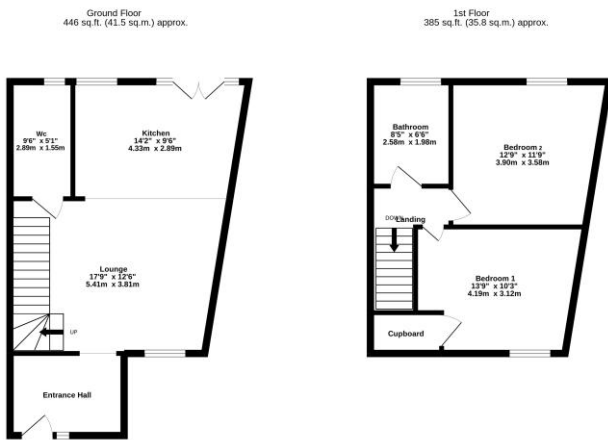 Ground Floor
446 sq.ft. (41.5 sq.m.) approx.
1st Floor
385 sq.ft. (35.8 sq.m.) approx.
Wc
9'6" x 5'1"
2.89m x 1.55m
Kitchen
14'2" x 9'6"
4.33m x 2.89m
Lounge
17'9" x 12'6"
5.41m x 3.81m
UP
Entrance Hall
Bathroom
8'5" x 6'6"
2.58m x 1.98m
Bedroom 2
12'9" x 11'9"
3.90m x 3.58m
DOWN
Landing
Bedroom 1
13'9" x 10'3"
4.19m x 3.12m
Cupboard